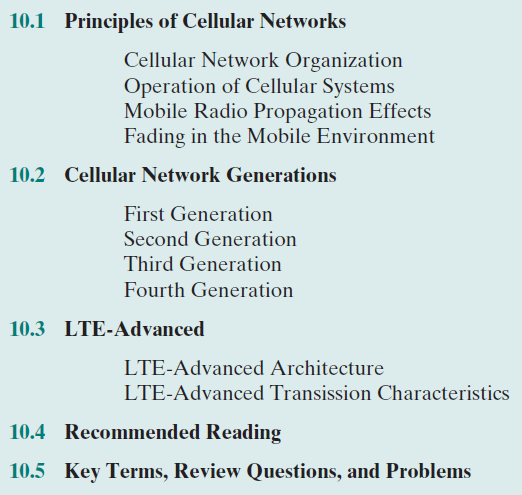 10.1 Principles of Cellular Networks
Cellular Network Organization
Operation of Cellular Systems
Mobile Radio Propagation Effects
Fading in the Mobile Environment
10.2 Cellular Network Generations
First Generation
Second Generation
Third Generation
Fourth Generation
10.3 LTE-Advanced
LTE-Advanced Architecture
LTE-Advanced Transission Characteristics
10.4 Recommended Reading
10.5 Key Terms, Review Questions, and Problems